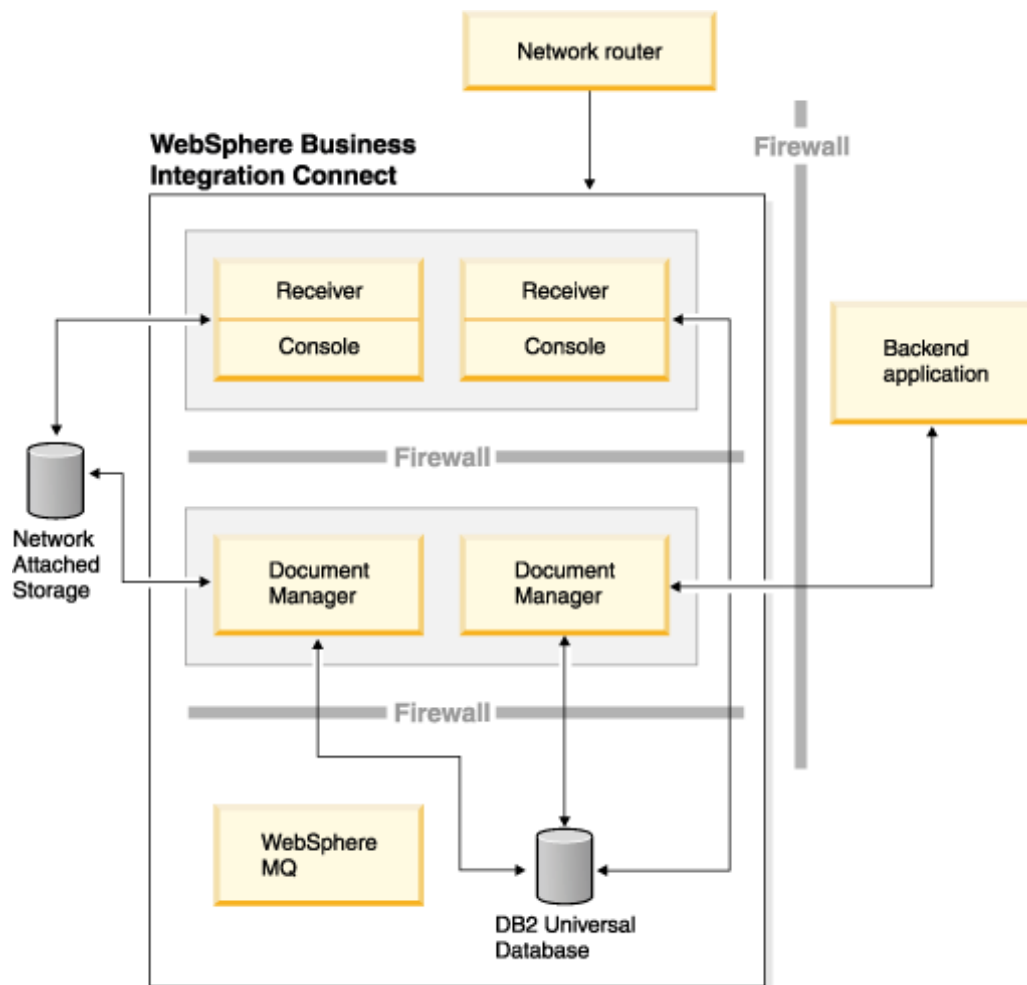 Network router
Firewall
WebSphere Business
Integration Connect
Receiver
Console
Receiver
Console
Backend
application
Firewall
Network
Attached
Storage
Document
Manager
Document
Manager
Firewall
WebSphere
MQ
DB2 Universal
Database